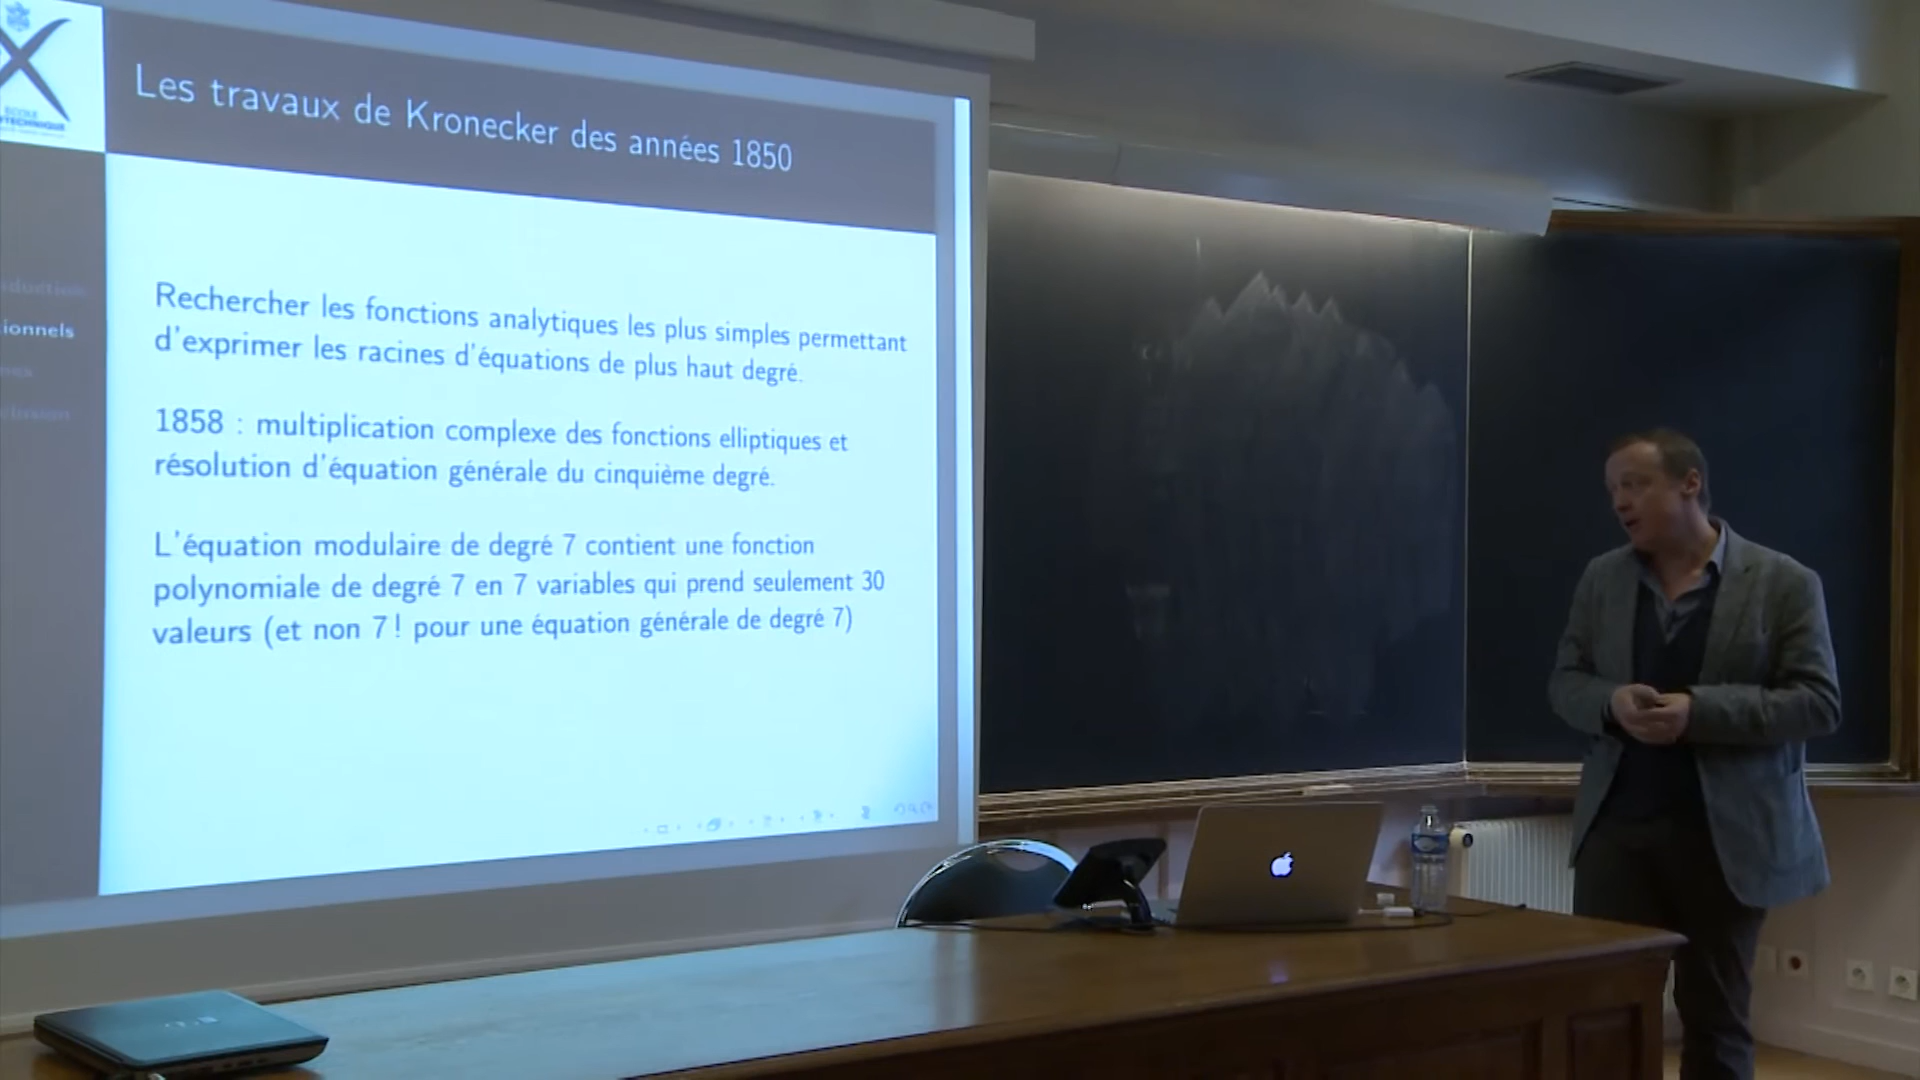 ECOLE
Les travaux de Kronecker des années 1850
ionnels
Rechercher les fonctions analytiques les plus simples permettant
d'exprimer les racines d'équations de plus haut degré.
1858 : multiplication complexe des fonctions elliptiques et
résolution d'équation générale du cinquième degré.
L'équation modulaire de degré 7 contient une fonction
polynomiale de degré 7 en 7 variables qui prend seulement 30
valeurs (et non 7! pour une équation générale de degré 7)